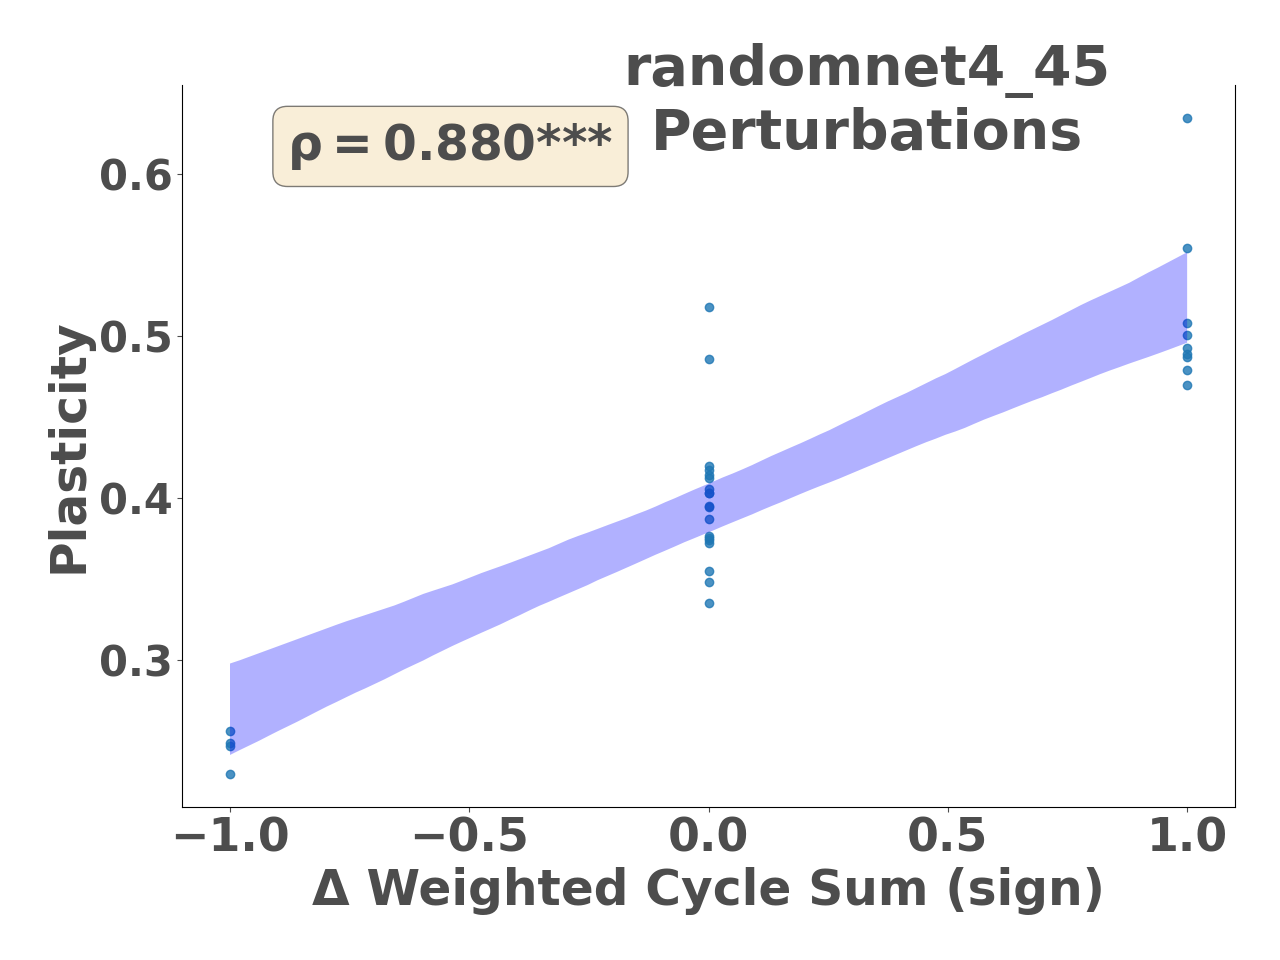 randomnet4_45
Perturbations
ρ = 0.880***
0.6
0.5
0.4
0.3
Plasticity
−1.0 −0.5 0.0 0.5 1.0
Δ Weighted Cycle Sum (sign)